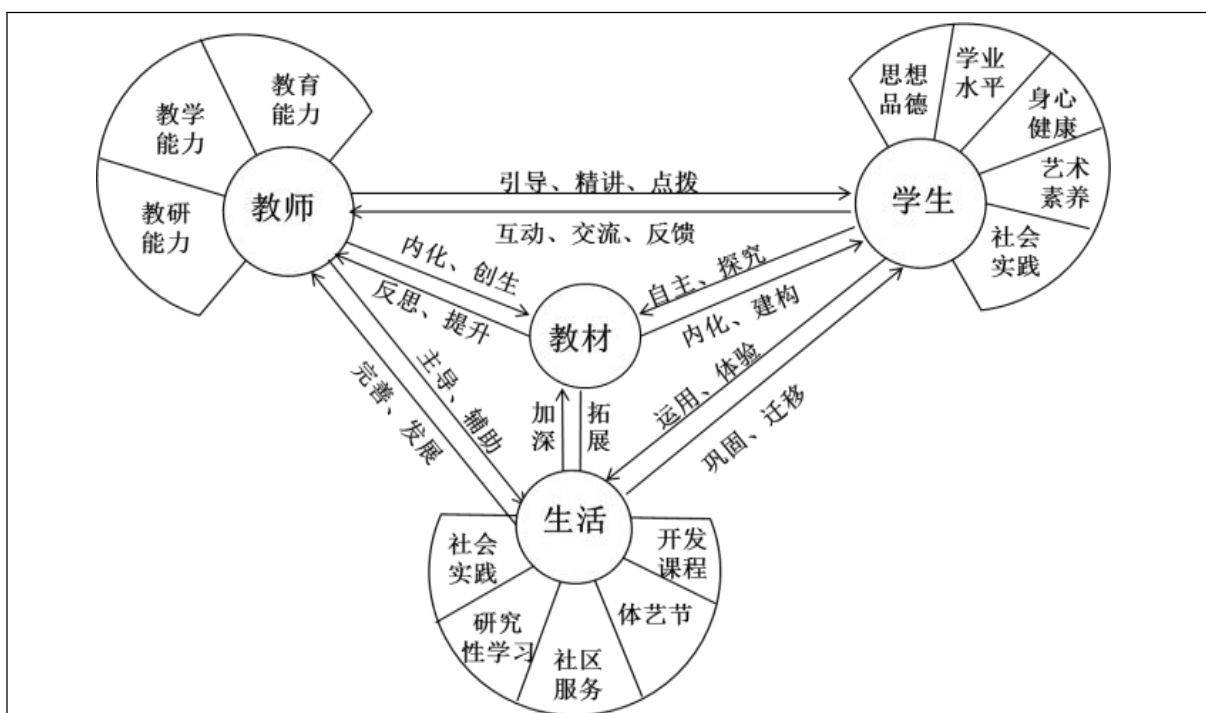 教育
能力
教学
能力
教研
能力
教师
思想
品德
学业
水平
身心
健康
艺术
素养
社会
实践
学生
引导、精讲、点拨
互动、交流、反馈
内化、创生
反思、提升
自主、探究
内化、建构
教材
主导、辅助
完善、发展
加深
拓展
运用、体验
巩固、迁移
生活
社会
实践
研究
性学习
社区
服务
体艺节
开发
课程